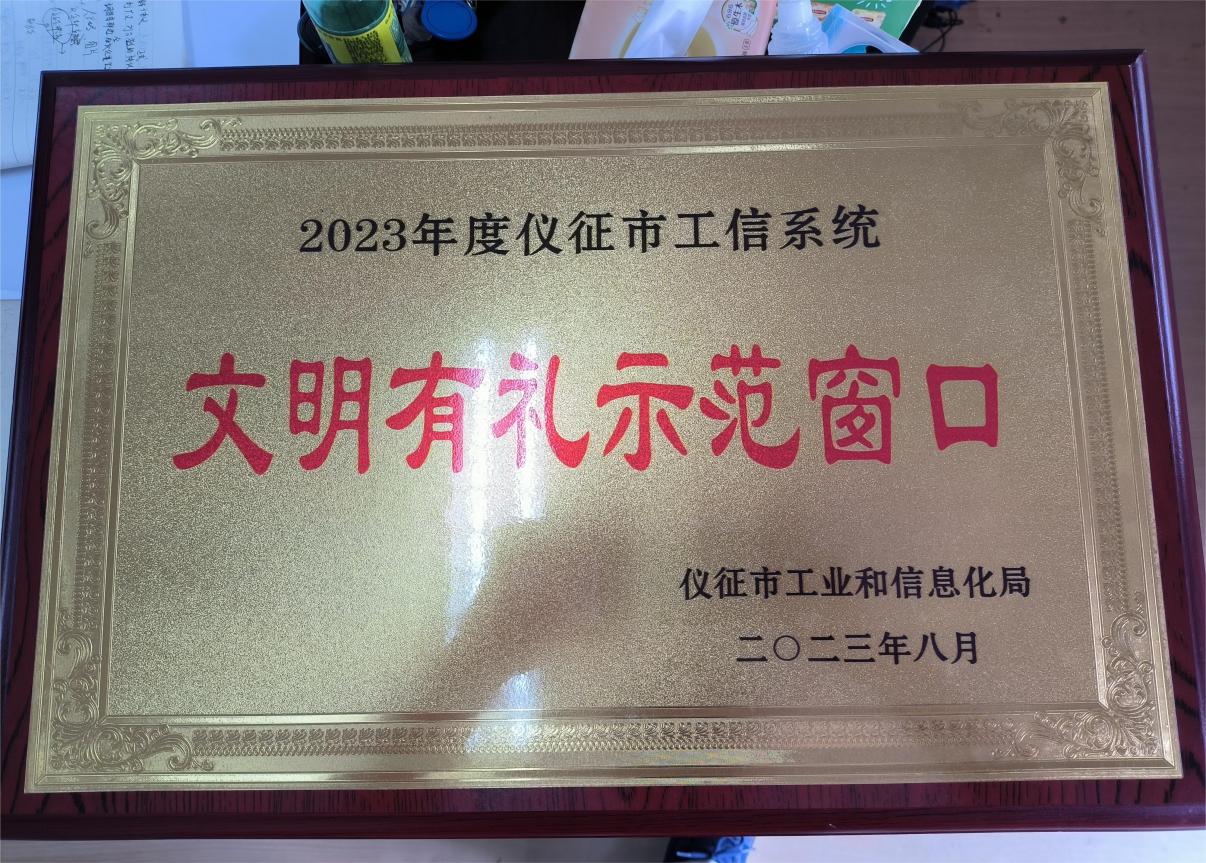 2023年度仪征市工信系统
文明有礼示范窗口
仪征市工业和信息化局
二〇二三年八月